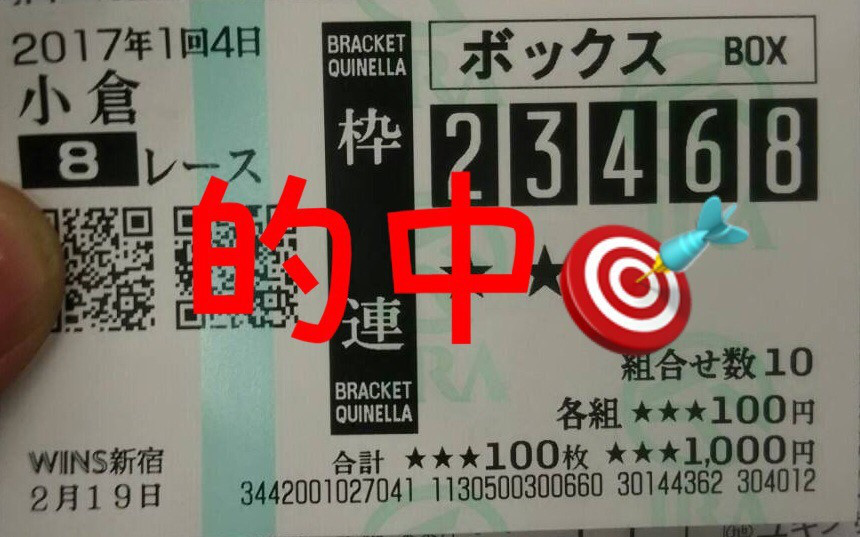 2017年1回4日
小倉
8レース
BRACKET
QUINELLA
枠連
BRACKET
QUINELLA
ボックス BOX
2 3 4 6 8
★ ★
的中
組合せ数10
各組 ★★★100円
合計 ★★★100枚 ★★★1,000円
WINS新宿
2月19日
3442001027041 1130500300660 30144362 304012
JRA